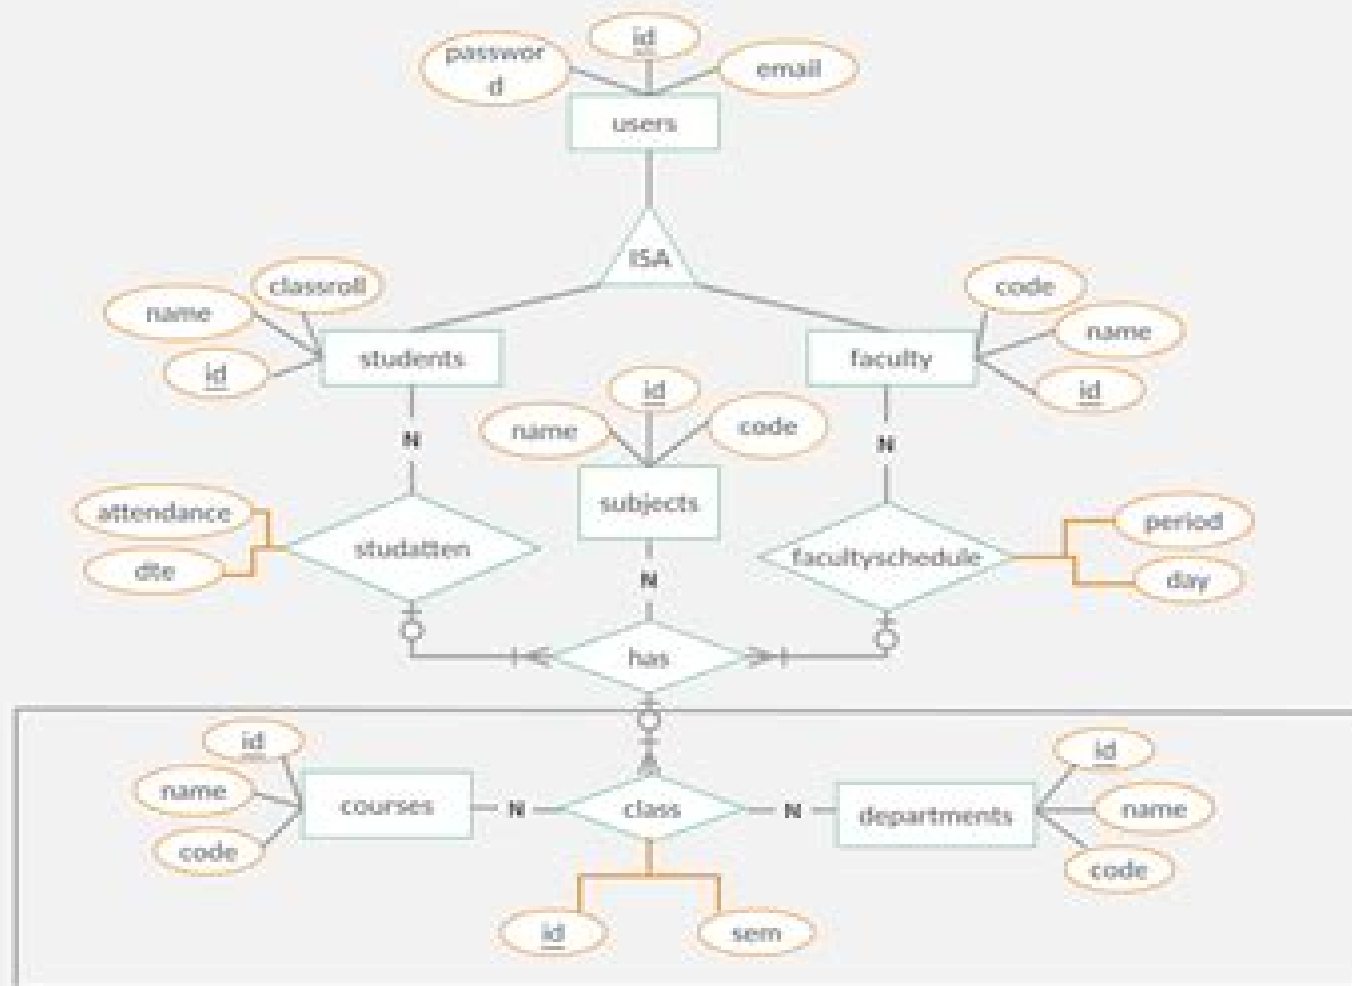 id
passwor
d
email
users
ISA
classroll
name
id
students
code
name
id
faculty
id
name
code
subjects
N
N
N
attendance
dte
studatten
facultyschedule
period
day
has
id
name
code
courses
N
class
N
departments
id
name
code
id
sem